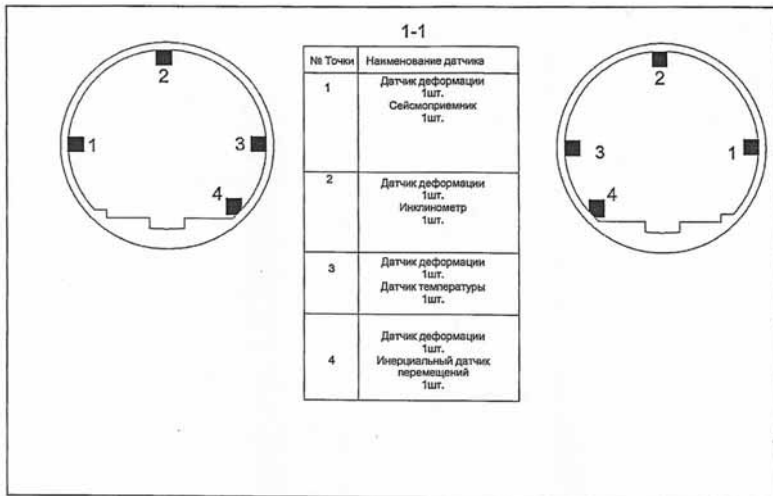 1-1
2
1
3
4
№ Точки Наименование датчика
1
Датчик деформации
1шт.
Сейсмоприемник
1шт.
2
Датчик деформации
1шт.
Инклинометр
1шт.
3
Датчик деформации
1шт.
Датчик температуры
1шт.
4
Датчик деформации
1шт.
Инерциальный датчик
перемещений
1шт.
2
3
1
4